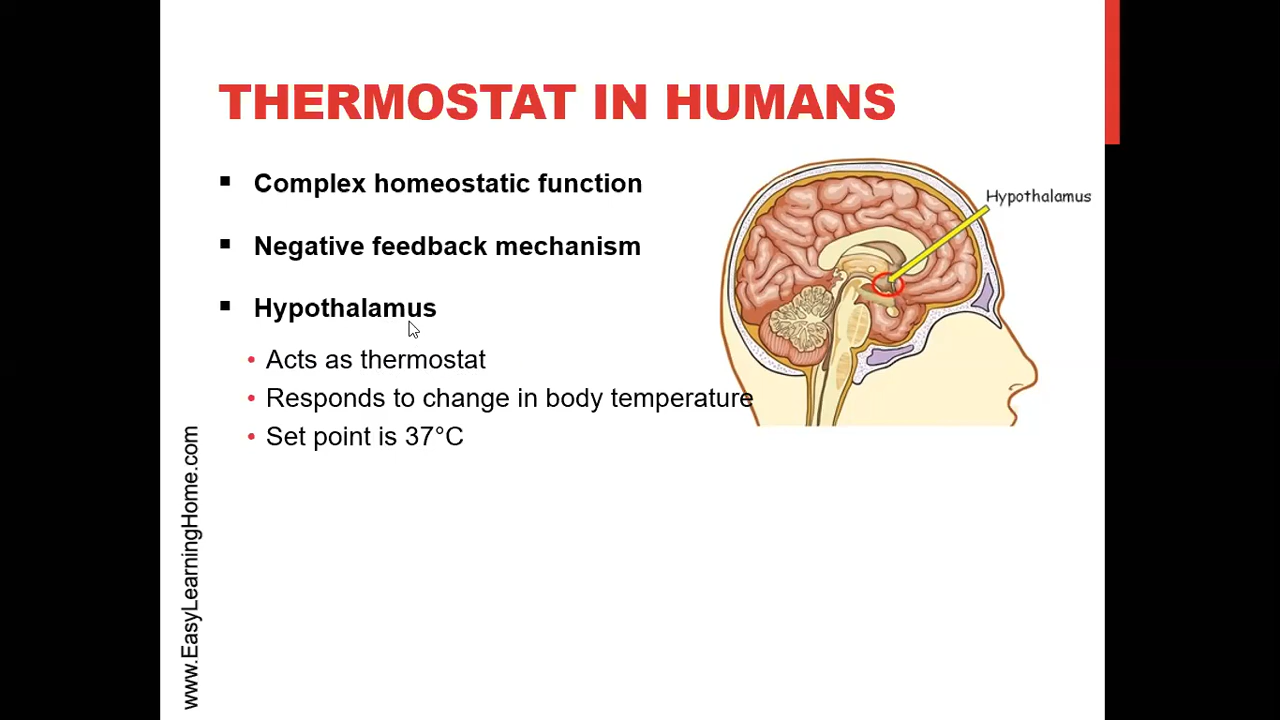 THERMOSTAT IN HUMANS
▪ Complex homeostatic function
▪ Negative feedback mechanism
▪ Hypothalamus
• Acts as thermostat
• Responds to change in body temperature
• Set point is 37°C
Hypothalamus
www.EasyLearningHome.com